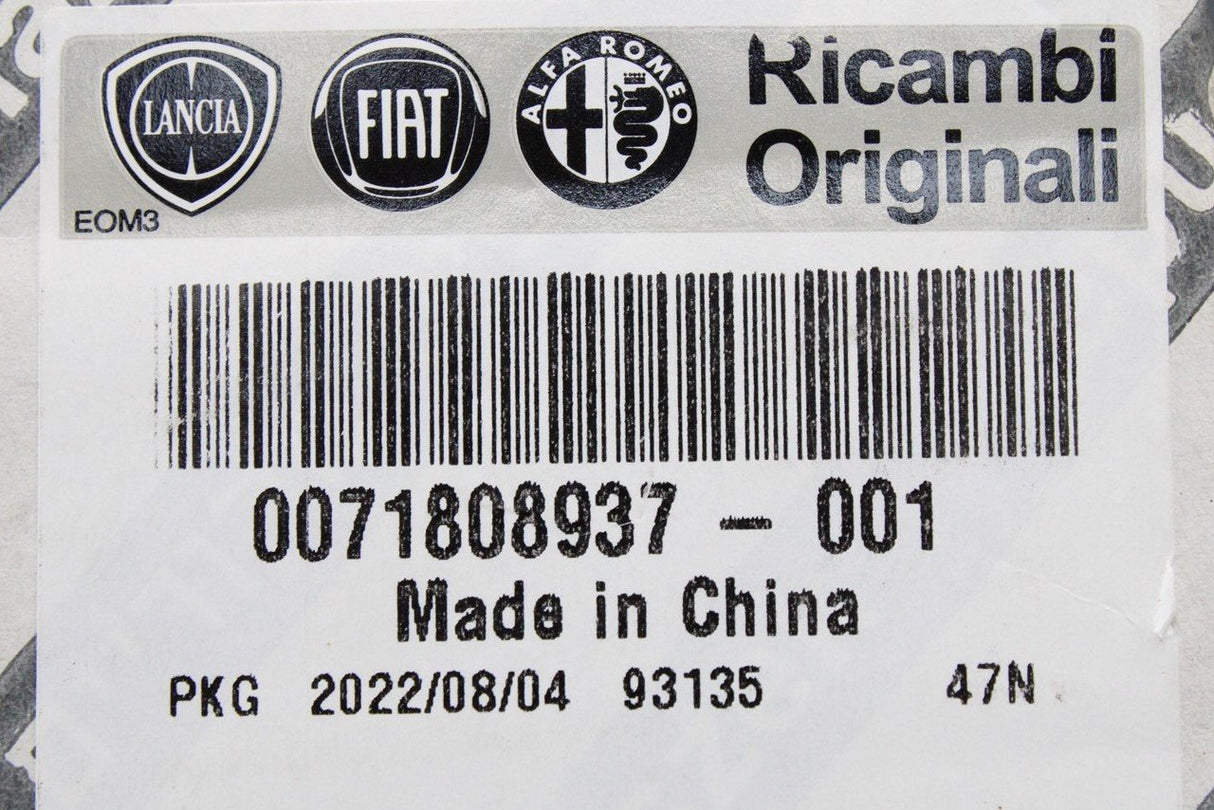 LANCIA
FIAT
ALFA ROMEO
Ricambi
Originali
EOM3
0071808937 - 001
Made in China
PKG 2022/08/04 93135 47N